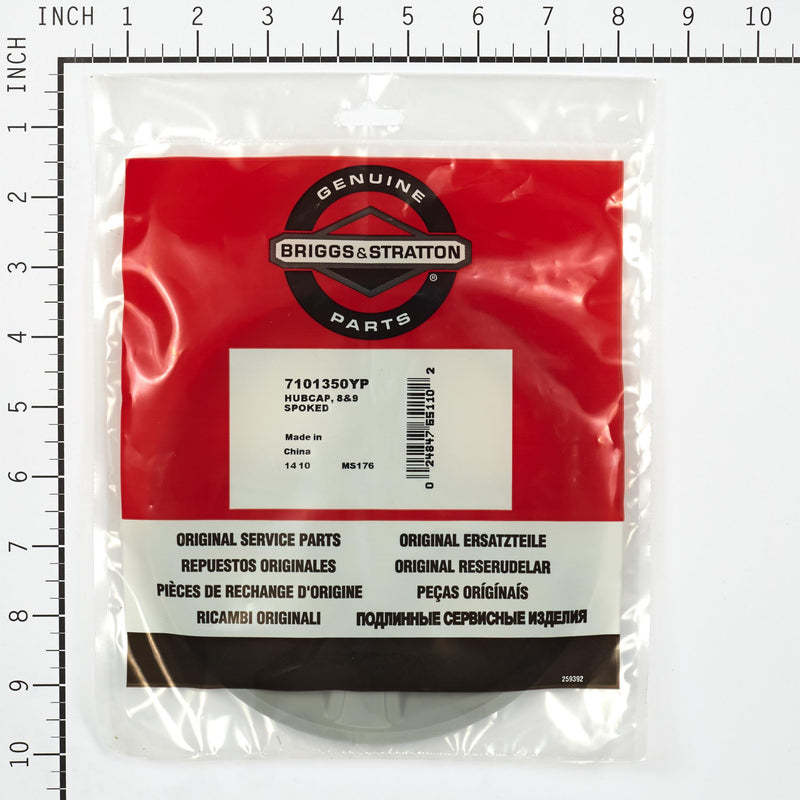 INCH 1 2 3 4 5 6 7 8 9 10
INCH 1 2 3 4 5 6 7 8 9 10
GENUINE
BRIGGS & STRATTON
®
PARTS
7101350YP
HUBCAP, 8&9
SPOKED
Made in
China
14 10 MS176
0 24847 65110 2
ORIGINAL SERVICE PARTS ORIGINAL ERSATZTEILE
REPUESTOS ORIGINALES ORIGINAL RESERUDELAR
PIÈCES DE RECHANGE D'ORIGINE PEÇAS ORÍGÍNAÍS
RICAMBI ORIGINALI ПОДЛИННЫЕ СЕРВИСНЫЕ ИЗДЕЛИЯ
259392